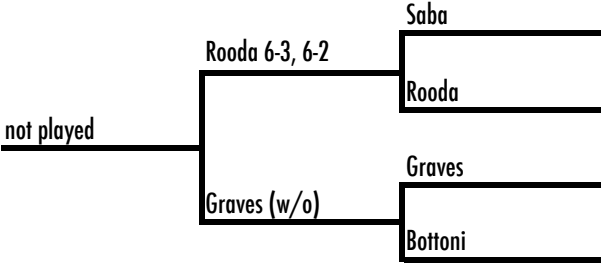 Saba
Rooda 6-3, 6-2
Rooda
not played
Graves
Graves (w/o)
Bottoni